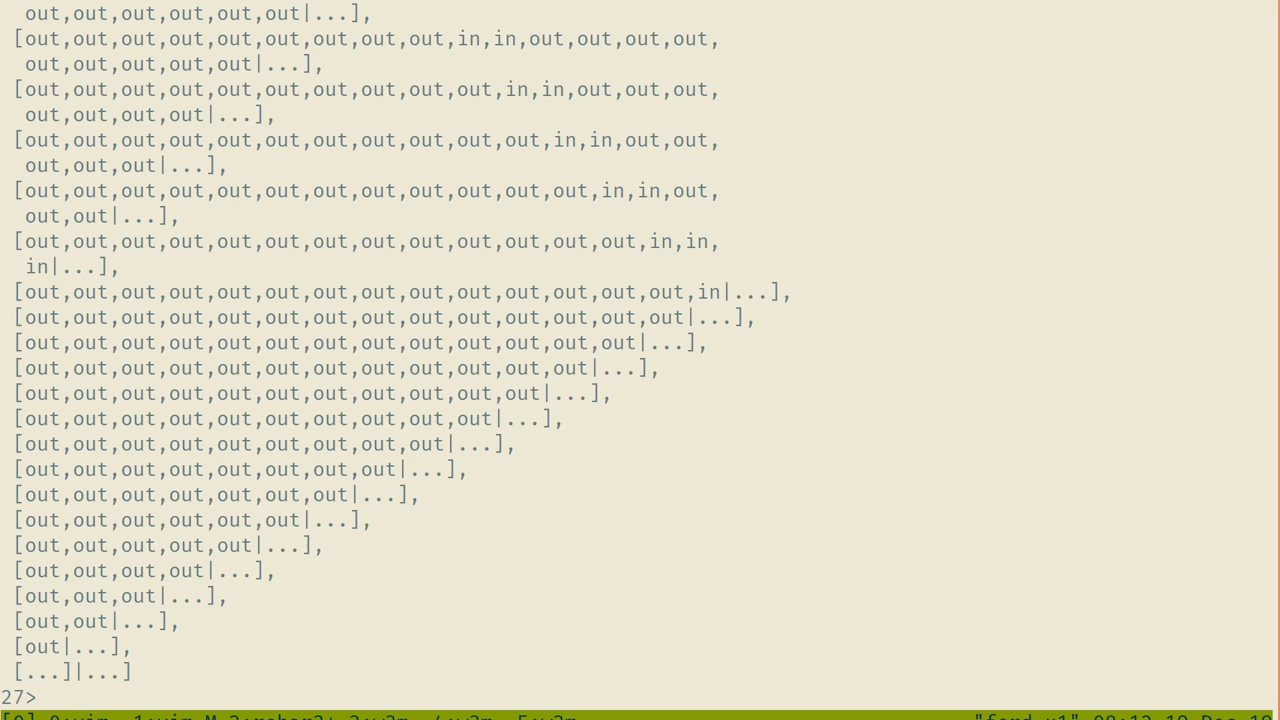 out,out,out,out,out,out|...],
[out,out,out,out,out,out,out,out,out,in,in,out,out,out,out,
out,out,out,out,out|...],
[out,out,out,out,out,out,out,out,out,out,in,in,out,out,out,
out,out,out,out|...],
[out,out,out,out,out,out,out,out,out,out,out,in,in,out,out,
out,out,out|...],
[out,out,out,out,out,out,out,out,out,out,out,out,in,in,out,
out,out|...],
[out,out,out,out,out,out,out,out,out,out,out,out,out,in,in,
in|...],
[out,out,out,out,out,out,out,out,out,out,out,out,out,out,in|...],
[out,out,out,out,out,out,out,out,out,out,out,out,out,out|...],
[out,out,out,out,out,out,out,out,out,out,out,out,out|...],
[out,out,out,out,out,out,out,out,out,out,out,out|...],
[out,out,out,out,out,out,out,out,out,out,out|...],
[out,out,out,out,out,out,out,out,out,out|...],
[out,out,out,out,out,out,out,out,out|...],
[out,out,out,out,out,out,out,out|...],
[out,out,out,out,out,out,out|...],
[out,out,out,out,out,out|...],
[out,out,out,out,out|...],
[out,out,out,out|...],
[out,out,out|...],
[out,out|...],
[out|...],
[...]|...]
27>